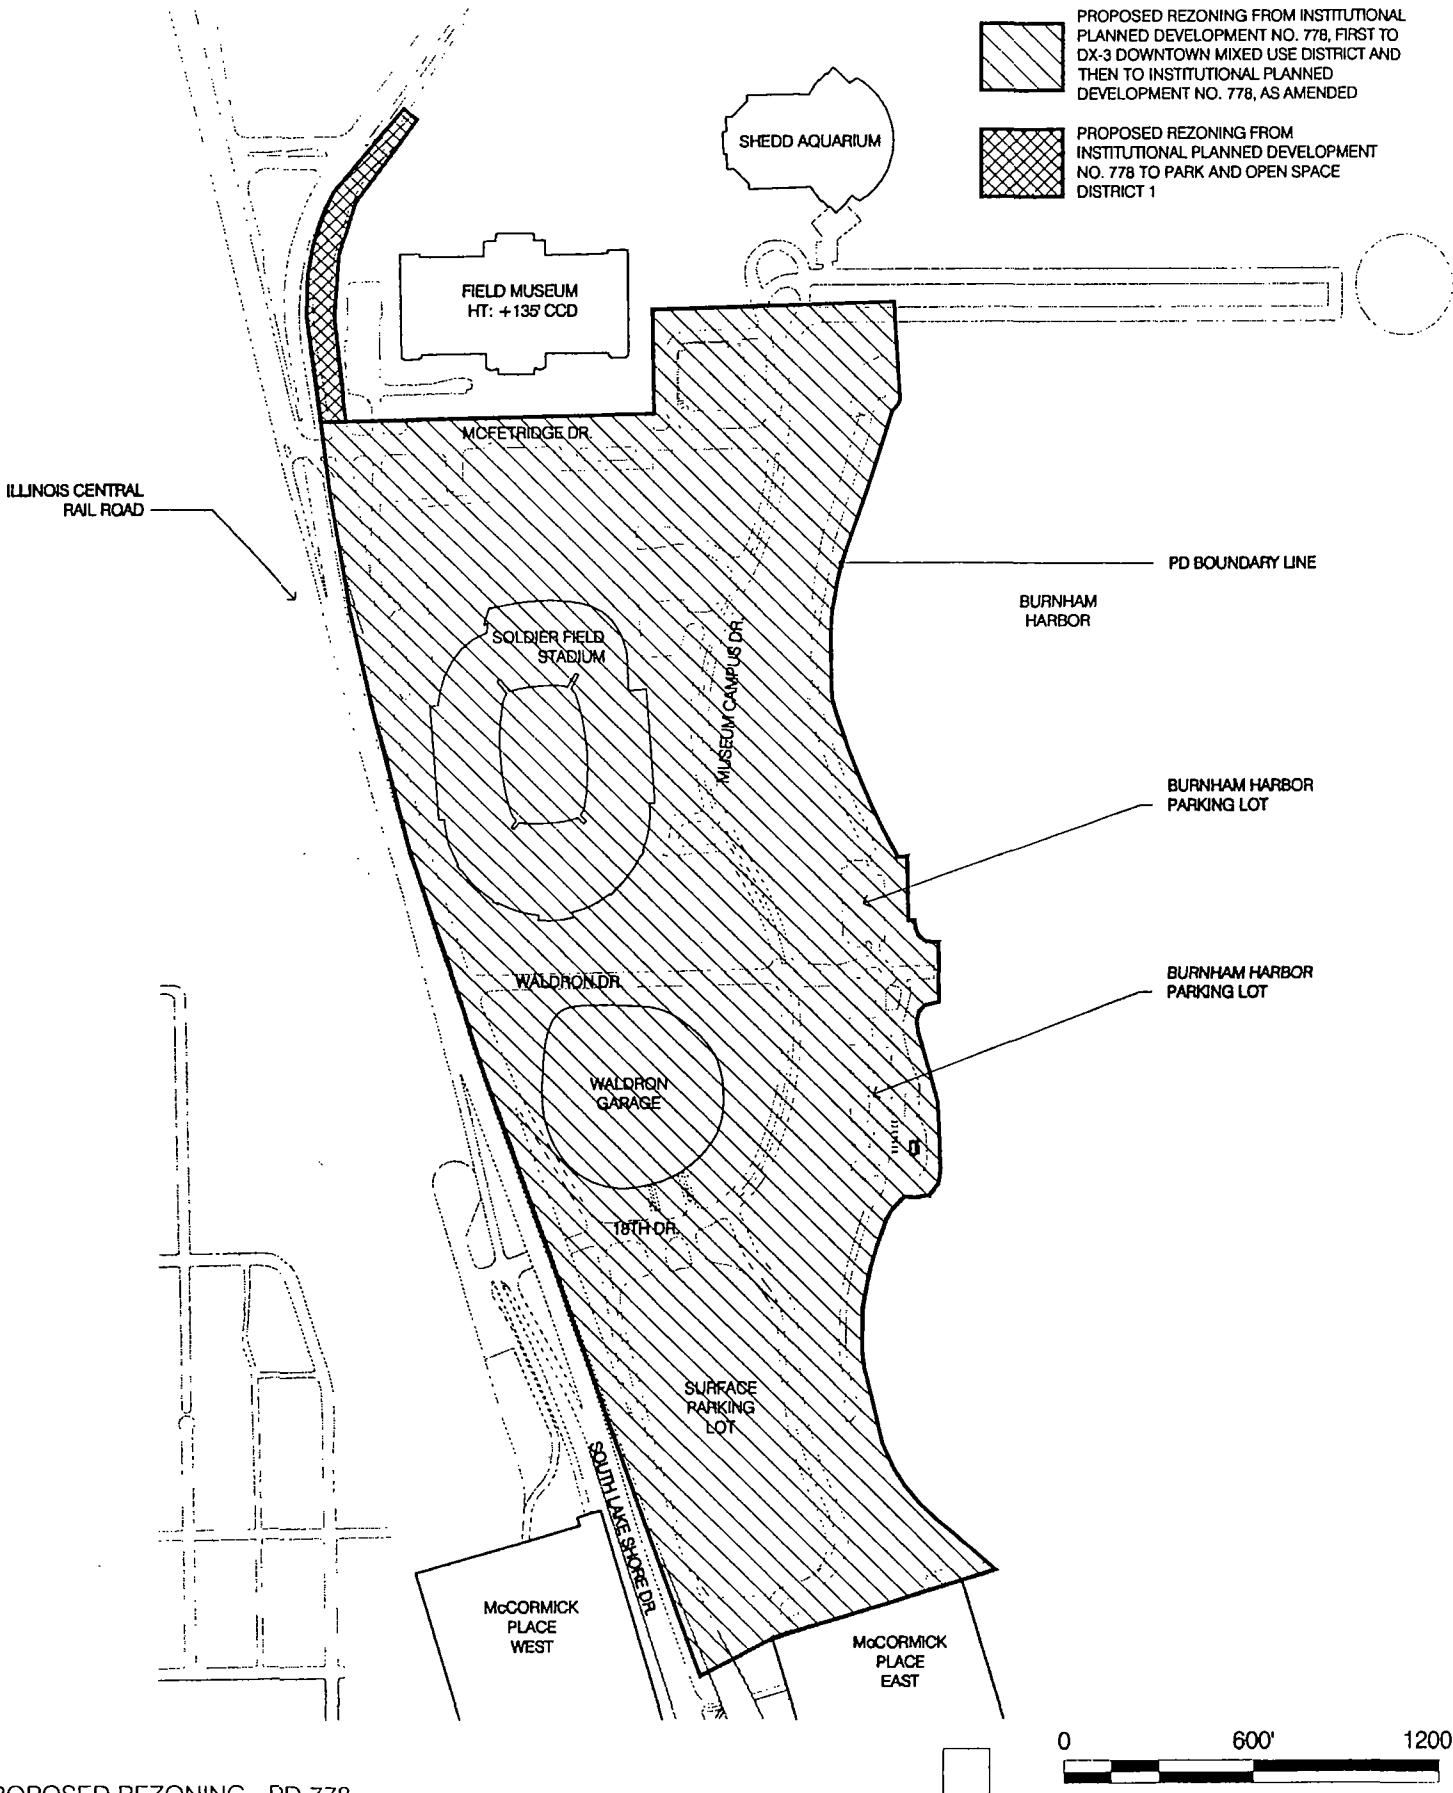 PROPOSED REZONING FROM INSTITUTIONAL
PLANNED DEVELOPMENT NO. 778, FIRST TO
DX-3 DOWNTOWN MIXED USE DISTRICT AND
THEN TO INSTITUTIONAL PLANNED
DEVELOPMENT NO. 778, AS AMENDED
PROPOSED REZONING FROM
INSTITUTIONAL PLANNED DEVELOPMENT
NO. 778 TO PARK AND OPEN SPACE
DISTRICT 1
SHEDD AQUARIUM
FIELD MUSEUM
HT: +135' CCD
MCFETRIDGE DR.
ILLINOIS CENTRAL
RAIL ROAD
PD BOUNDARY LINE
BURNHAM
HARBOR
SOLDIER FIELD
STADIUM
MUSEUM CAMPUS DR.
BURNHAM HARBOR
PARKING LOT
BURNHAM HARBOR
PARKING LOT
WALDRON DR.
WALDRON
GARAGE
18TH DR.
SURFACE
PARKING
LOT
SOUTH LAKE SHORE DR.
McCORMICK
PLACE
WEST
McCORMICK
PLACE
EAST
0 600' 1200
OPOSED REZONING - PD 778